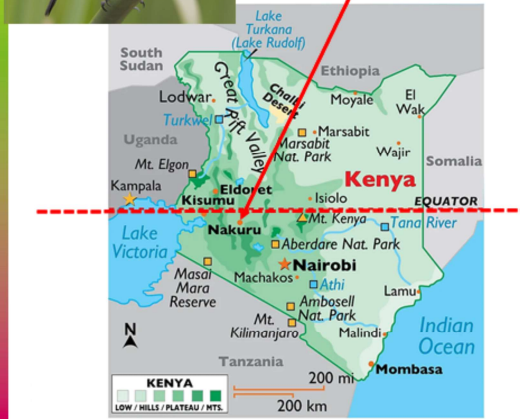 Lake
Turkana
(Lake Rudolf)
South
Sudan
Ethiopia
Great Rift Valley
Chalbi
Desert
Lodwar
Moyale
El
Wak
Turkwel
Marsabit
Uganda
Marsabit
Nat. Park
Wajir
Somalia
Mt. Elgon
Kenya
Kampala
Eldoret
Kisumu
Isiolo
EQUATOR
Mt. Kenya
Tana River
Nakuru
Lake
Victoria
Aberdare Nat. Park
Nairobi
Masai
Mara
Reserve
Machakos
Athi
Lamu
Ambosell
Nat. Park
Mt.
Kilimanjaro
Malindi
Indian
Ocean
N
Tanzania
Mombasa
KENYA
LOW / HILLS / PLATEAU / MTS.
200 mi
200 km